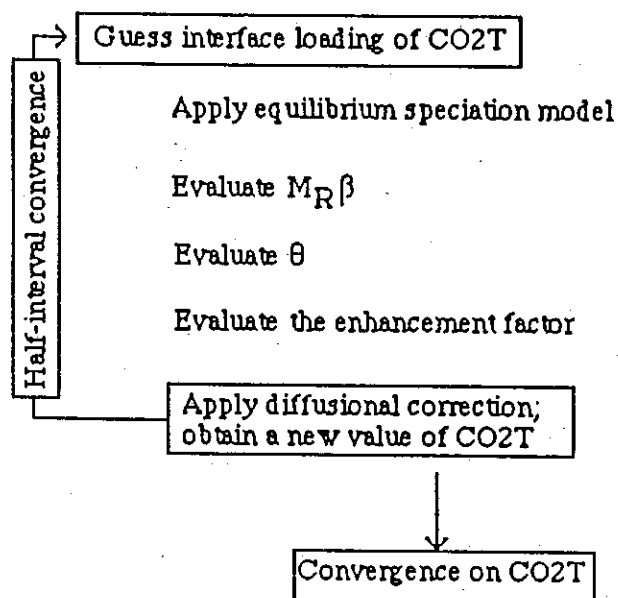 Guess interface loading of CO2T
Half-interval convergence
Apply equilibrium speciation model
Evaluate MRβ
Evaluate θ
Evaluate the enhancement factor
Apply diffusional correction;
obtain a new value of CO2T
Convergence on CO2T